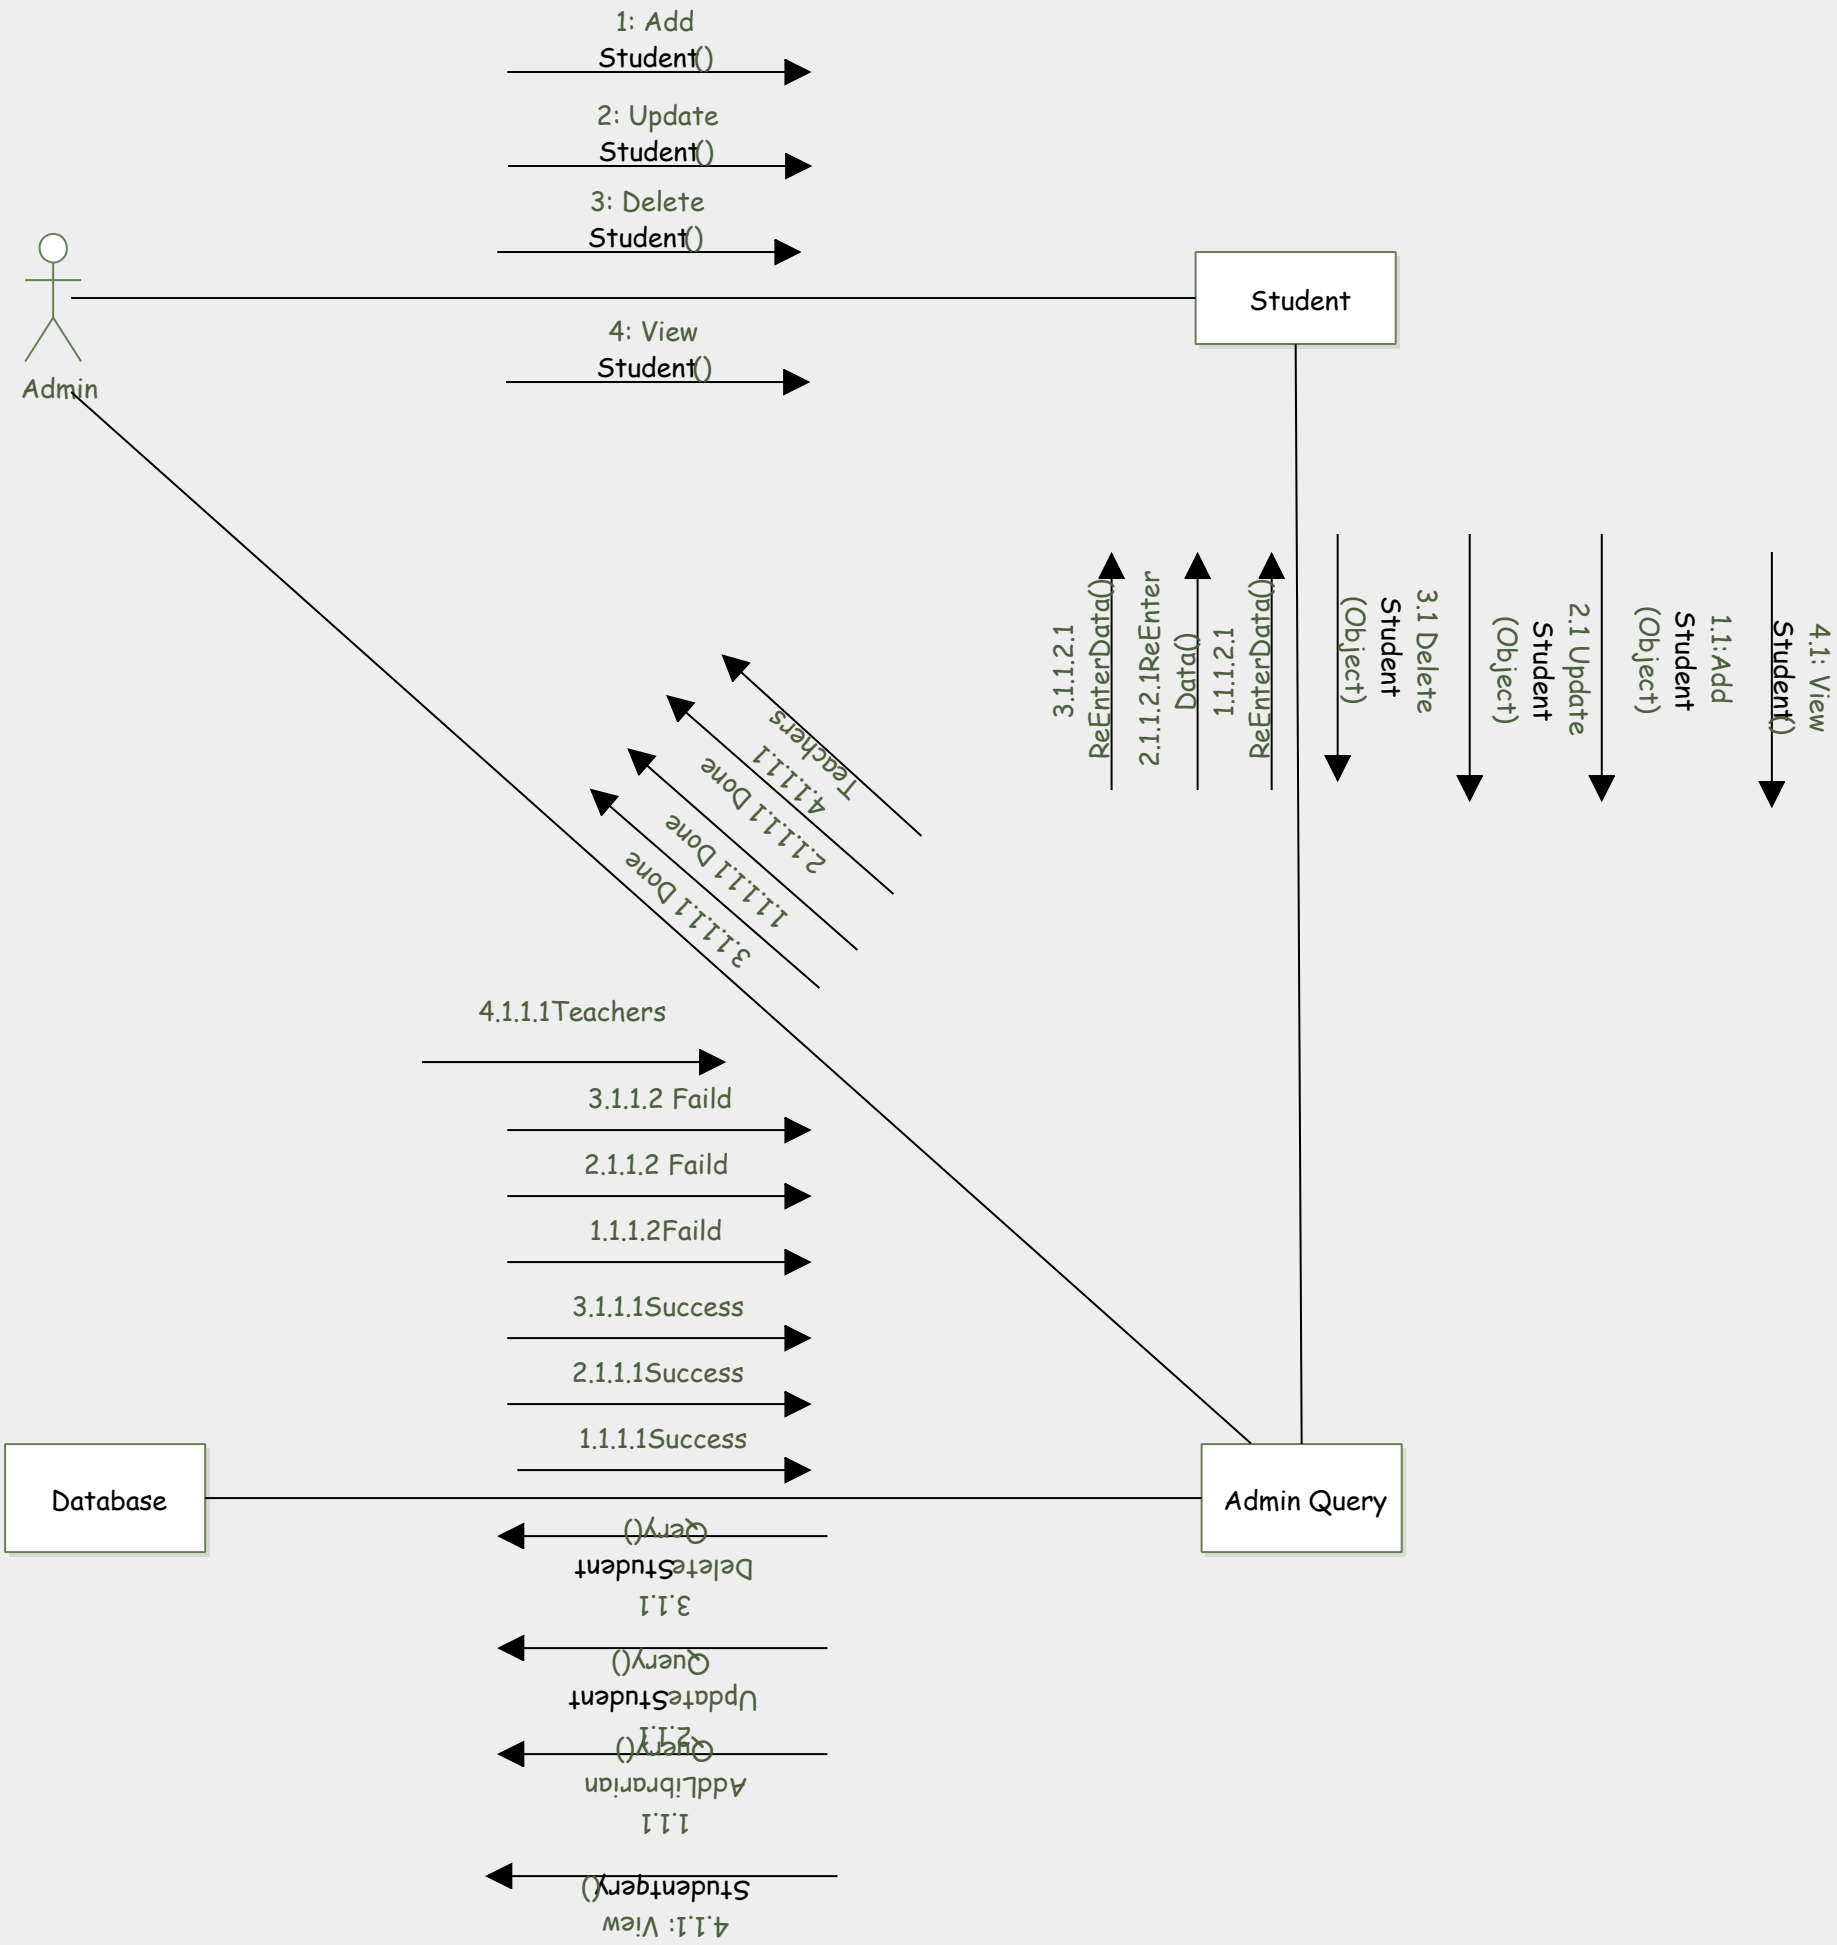 1: Add
Student()
2: Update
Student()
3: Delete
Student()
Student
4: View
Student()
Admin
3.1.1.2.1
ReEnterData()
2.1.1.2.1ReEnter
Data()
1.1.1.2.1
ReEnterData()
3.1 Delete
Student
(Object)
2.1 Update
Student
(Object)
1.1:Add
Student
(Object)
4.1: View
Student()
4.1.1.1.1
Teachers
2.1.1.1.1 Done
1.1.1.1.1 Done
3.1.1.1.1 Done
4.1.1.1Teachers
3.1.1.2 Faild
2.1.1.2 Faild
1.1.1.2Faild
3.1.1.1Success
2.1.1.1Success
1.1.1.1Success
Database
Admin Query
3.1.1
DeleteStudent
Qery()
2.1.1
UpdateStudent
Query()
1.1.1
AddLibrarian
Query()
4.1.1: View
Studentqery()